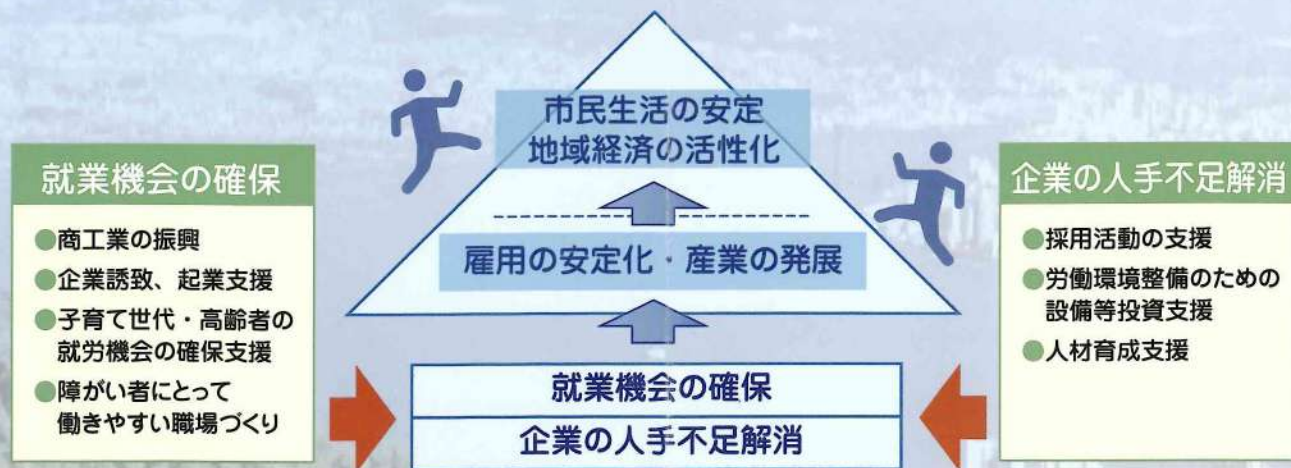 市民生活の安定
地域経済の活性化
雇用の安定化・産業の発展
就業機会の確保
企業の人手不足解消
就業機会の確保
●商工業の振興
●企業誘致、起業支援
●子育て世代・高齢者の
就労機会の確保支援
●障がい者にとって
働きやすい職場づくり
企業の人手不足解消
●採用活動の支援
●労働環境整備のための
設備等投資支援
●人材育成支援